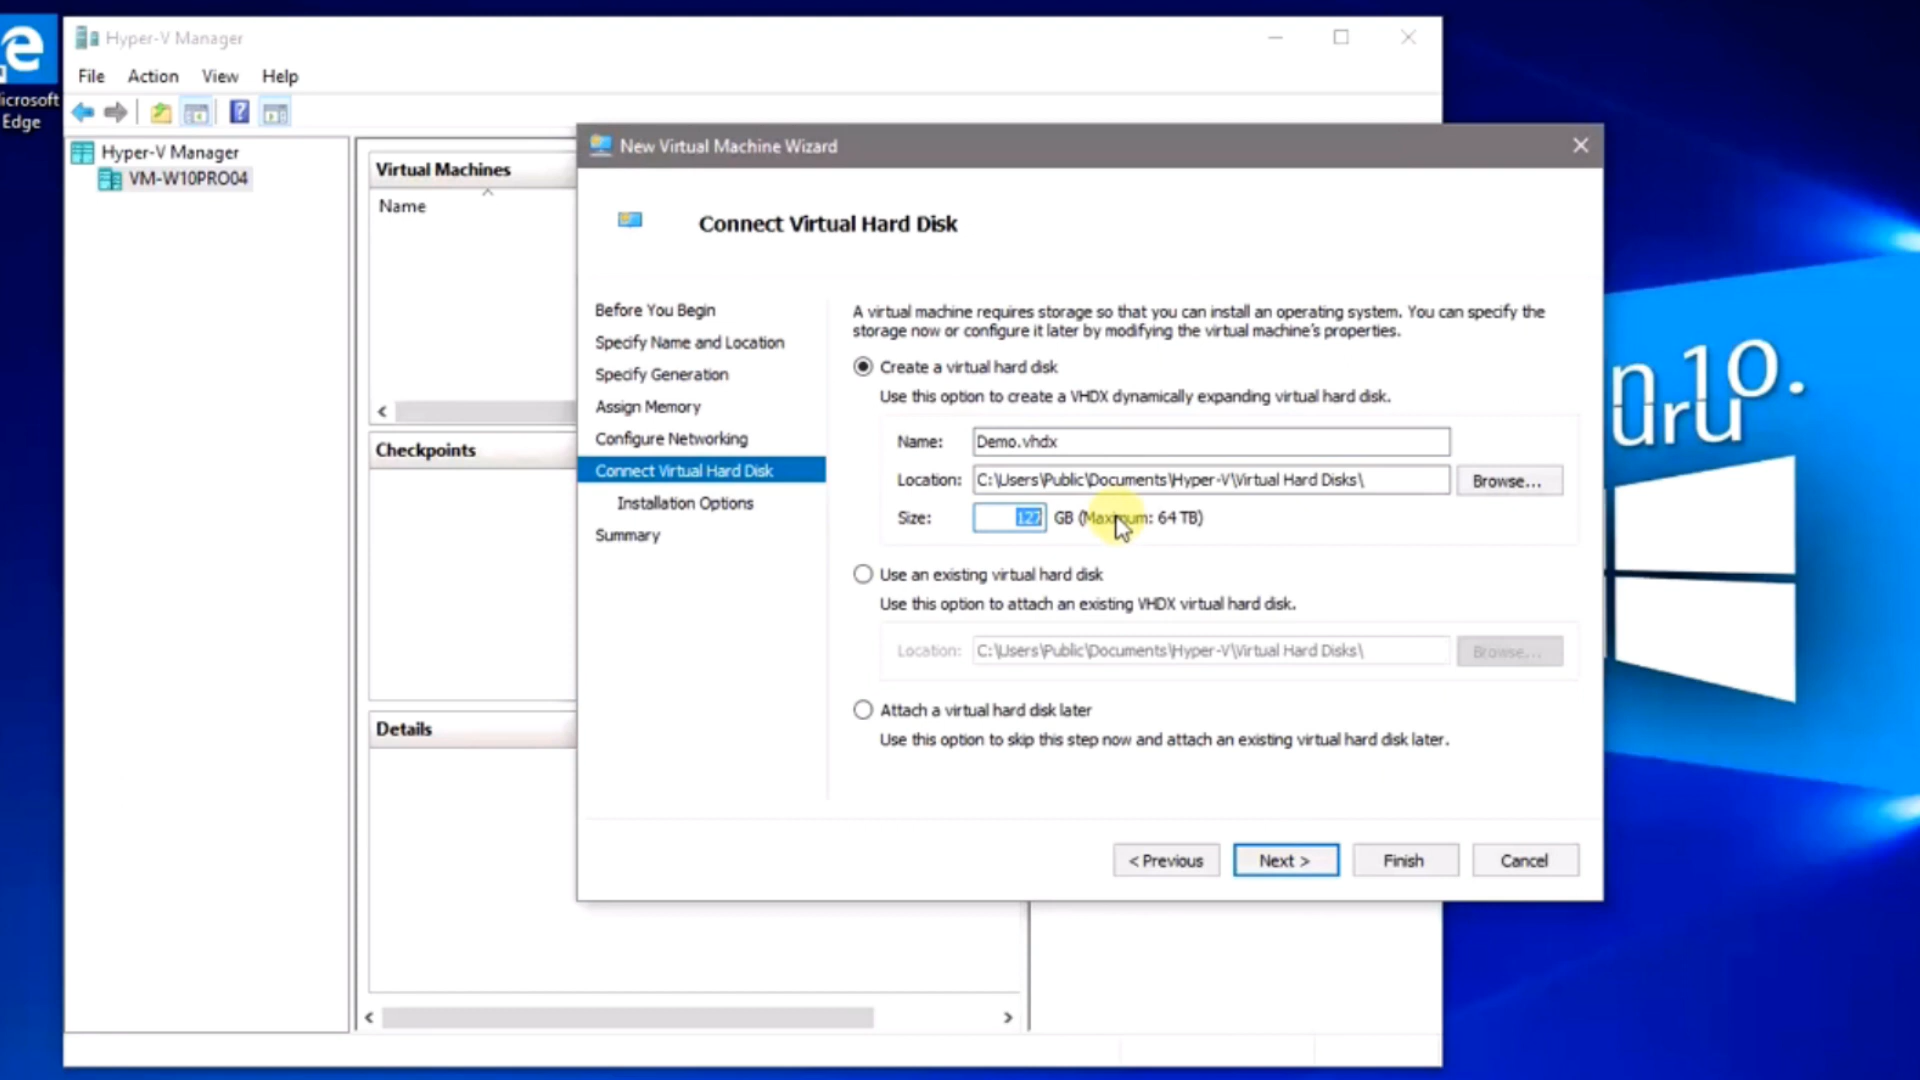 Hyper-V Manager
File Action View Help
icrosoft
Edge
Hyper-V Manager
VM-W10PRO04
Virtual Machines
Name
Checkpoints
Details
New Virtual Machine Wizard
Connect Virtual Hard Disk
Before You Begin
Specify Name and Location
Specify Generation
Assign Memory
Configure Networking
Connect Virtual Hard Disk
Installation Options
Summary
A virtual machine requires storage so that you can install an operating system. You can specify the
storage now or configure it later by modifying the virtual machine's properties.
Create a virtual hard disk
Use this option to create a VHDX dynamically expanding virtual hard disk.
Name: Demo.vhdx
Location: C:\Users\Public\Documents\Hyper-V\Virtual Hard Disks\ Browse...
Size: 127 GB (Maximum: 64 TB)
Use an existing virtual hard disk
Use this option to attach an existing VHDX virtual hard disk.
Location: C:\Users\Public\Documents\Hyper-V\Virtual Hard Disks\ Browse...
Attach a virtual hard disk later
Use this option to skip this step now and attach an existing virtual hard disk later.
< Previous Next > Finish Cancel
n 10.
uru